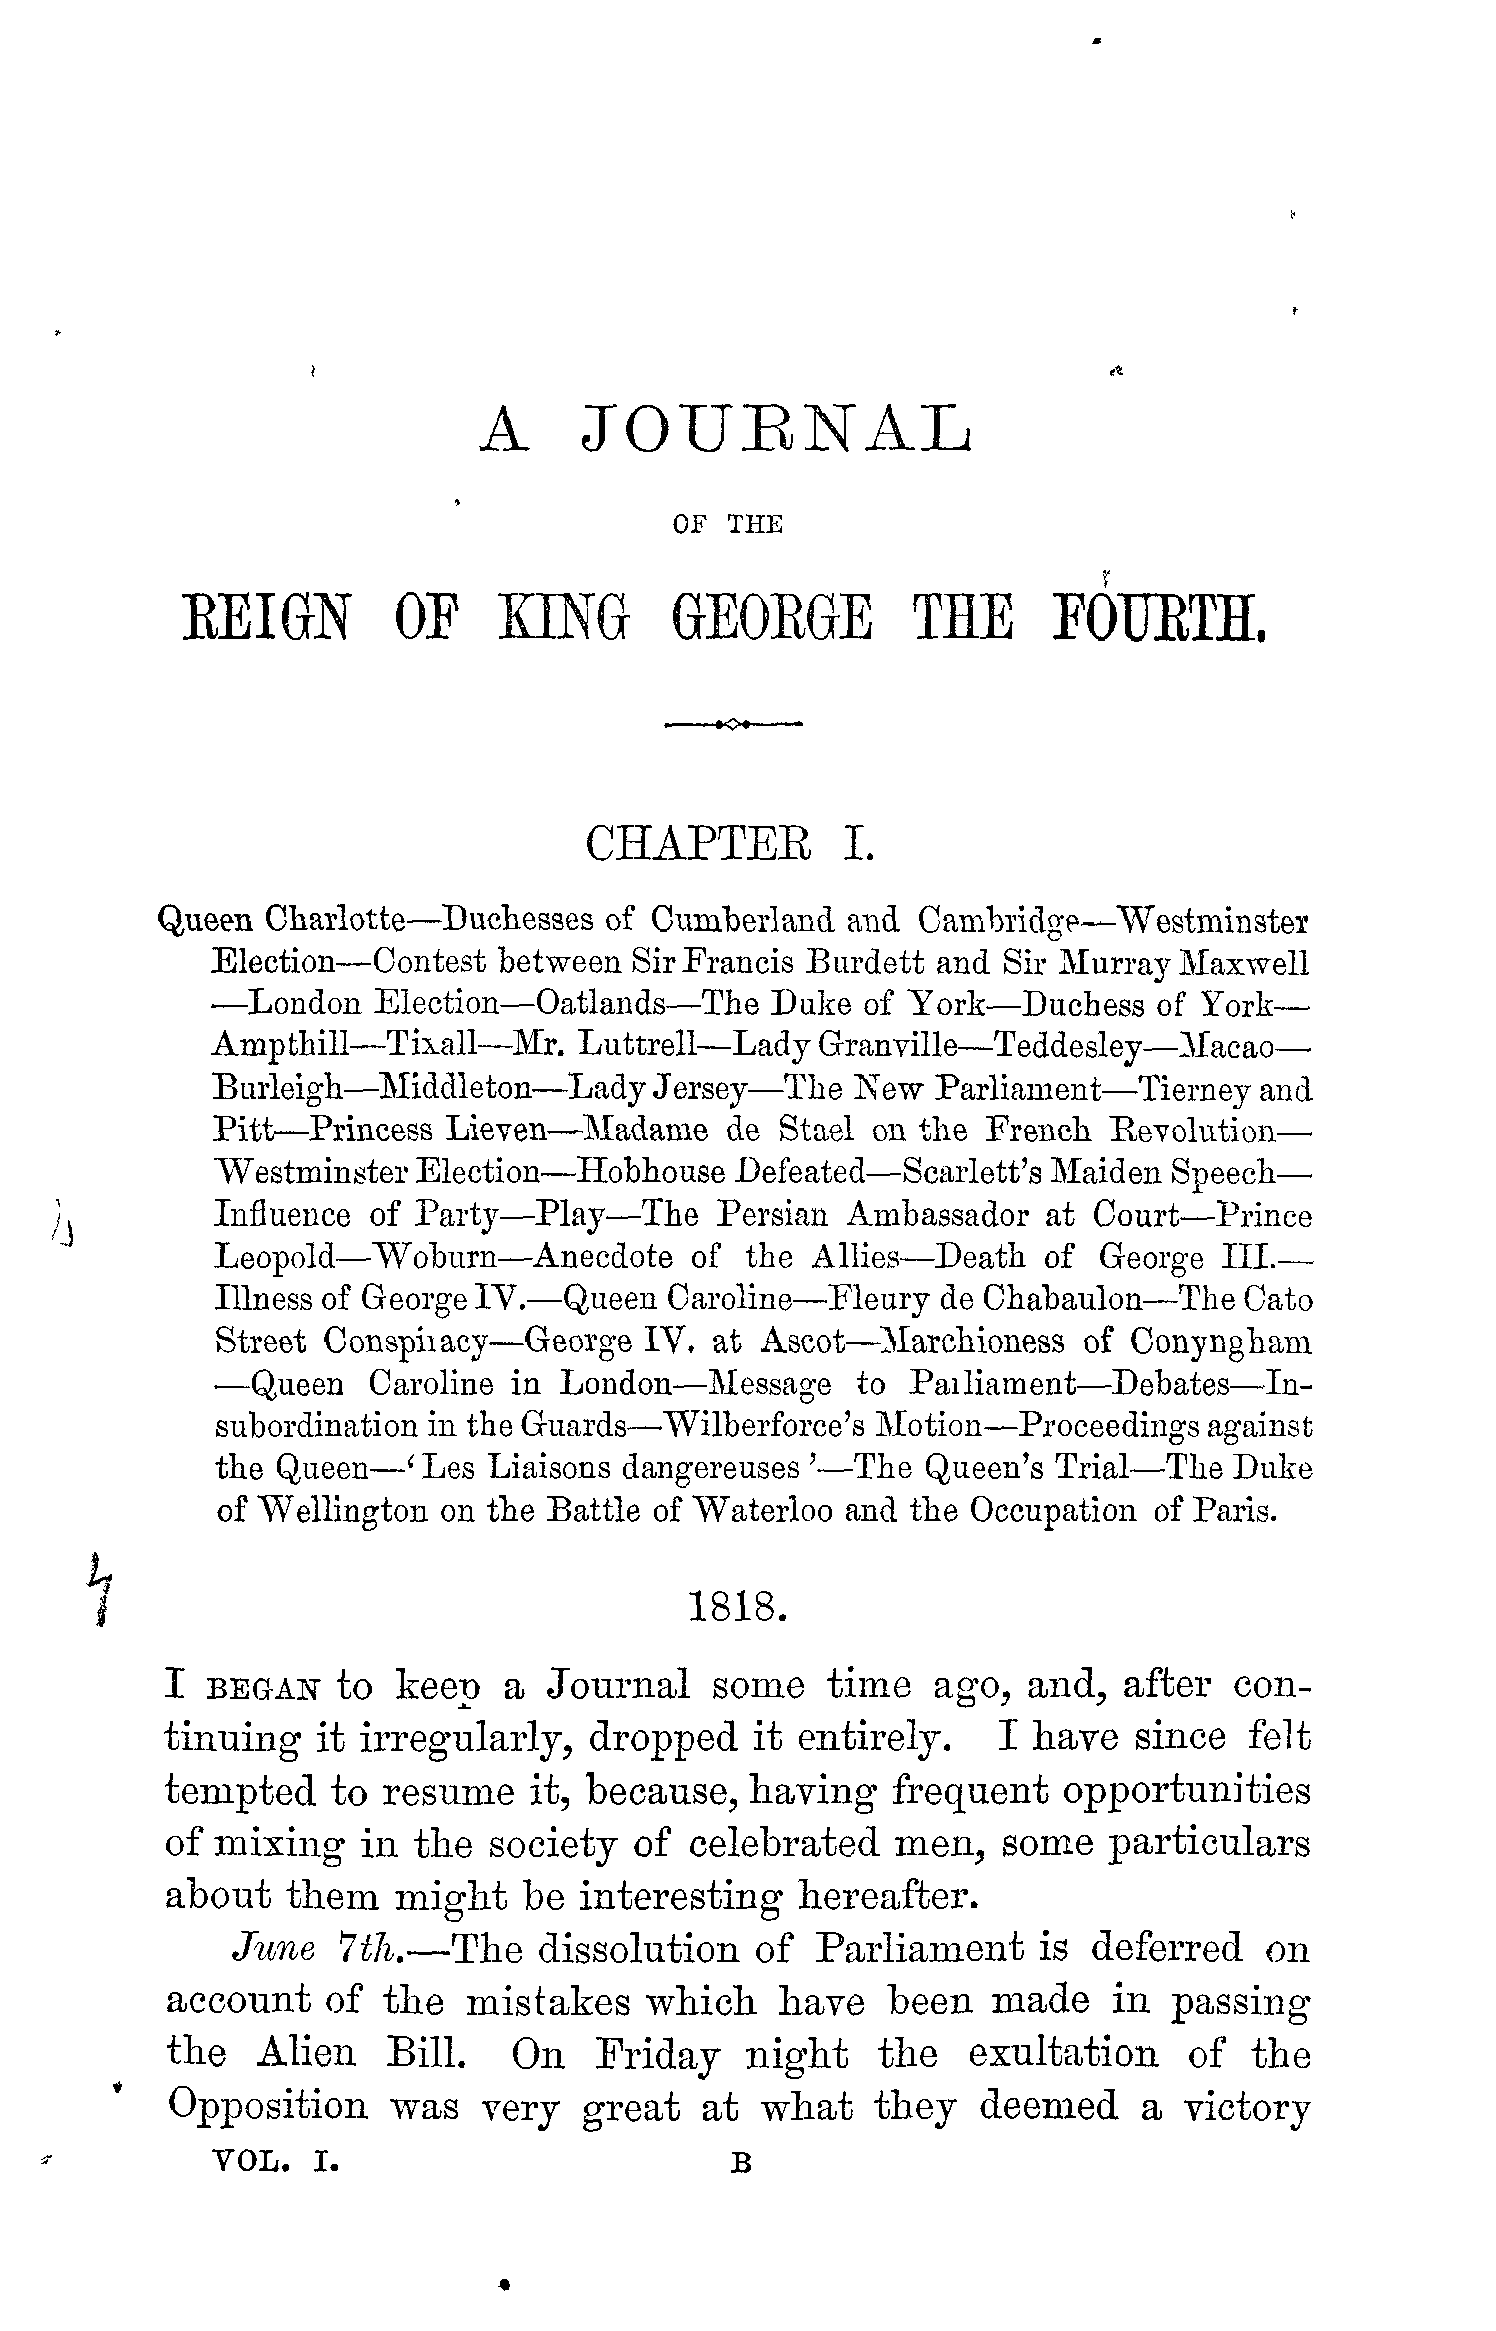 A JOURNAL
OF THE
REIGN OF KING GEORGE THE FOURTH.
CHAPTER I.
Queen Charlotte—Duchesses of Cumberland and Cambridge—Westminster
Election—Contest between Sir Francis Burdett and Sir Murray Maxwell
—London Election—Oatlands—The Duke of York—Duchess of York—
Ampthill—Tixall—Mr. Luttrell—Lady Granville—Teddesley—Macao—
Burleigh—Middleton—Lady Jersey—The New Parliament—Tierney and
Pitt—Princess Lieven—Madame de Stael on the French Revolution—
Westminster Election—Hobhouse Defeated—Scarlett's Maiden Speech—
Influence of Party—Play—The Persian Ambassador at Court—Prince
Leopold—Woburn—Anecdote of the Allies—Death of George III.—
Illness of George IV.—Queen Caroline—Fleury de Chabaulon—The Cato
Street Conspiracy—George IV. at Ascot—Marchioness of Conyngham
—Queen Caroline in London—Message to Parliament—Debates—In-
subordination in the Guards—Wilberforce's Motion—Proceedings against
the Queen—'Les Liaisons dangereuses'—The Queen's Trial—The Duke
of Wellington on the Battle of Waterloo and the Occupation of Paris.
1818.
I BEGAN to keep a Journal some time ago, and, after con-
tinuing it irregularly, dropped it entirely. I have since felt
tempted to resume it, because, having frequent opportunities
of mixing in the society of celebrated men, some particulars
about them might be interesting hereafter.
June 7th.—The dissolution of Parliament is deferred on
account of the mistakes which have been made in passing
the Alien Bill. On Friday night the exultation of the
Opposition was very great at what they deemed a victory
VOL. I. B